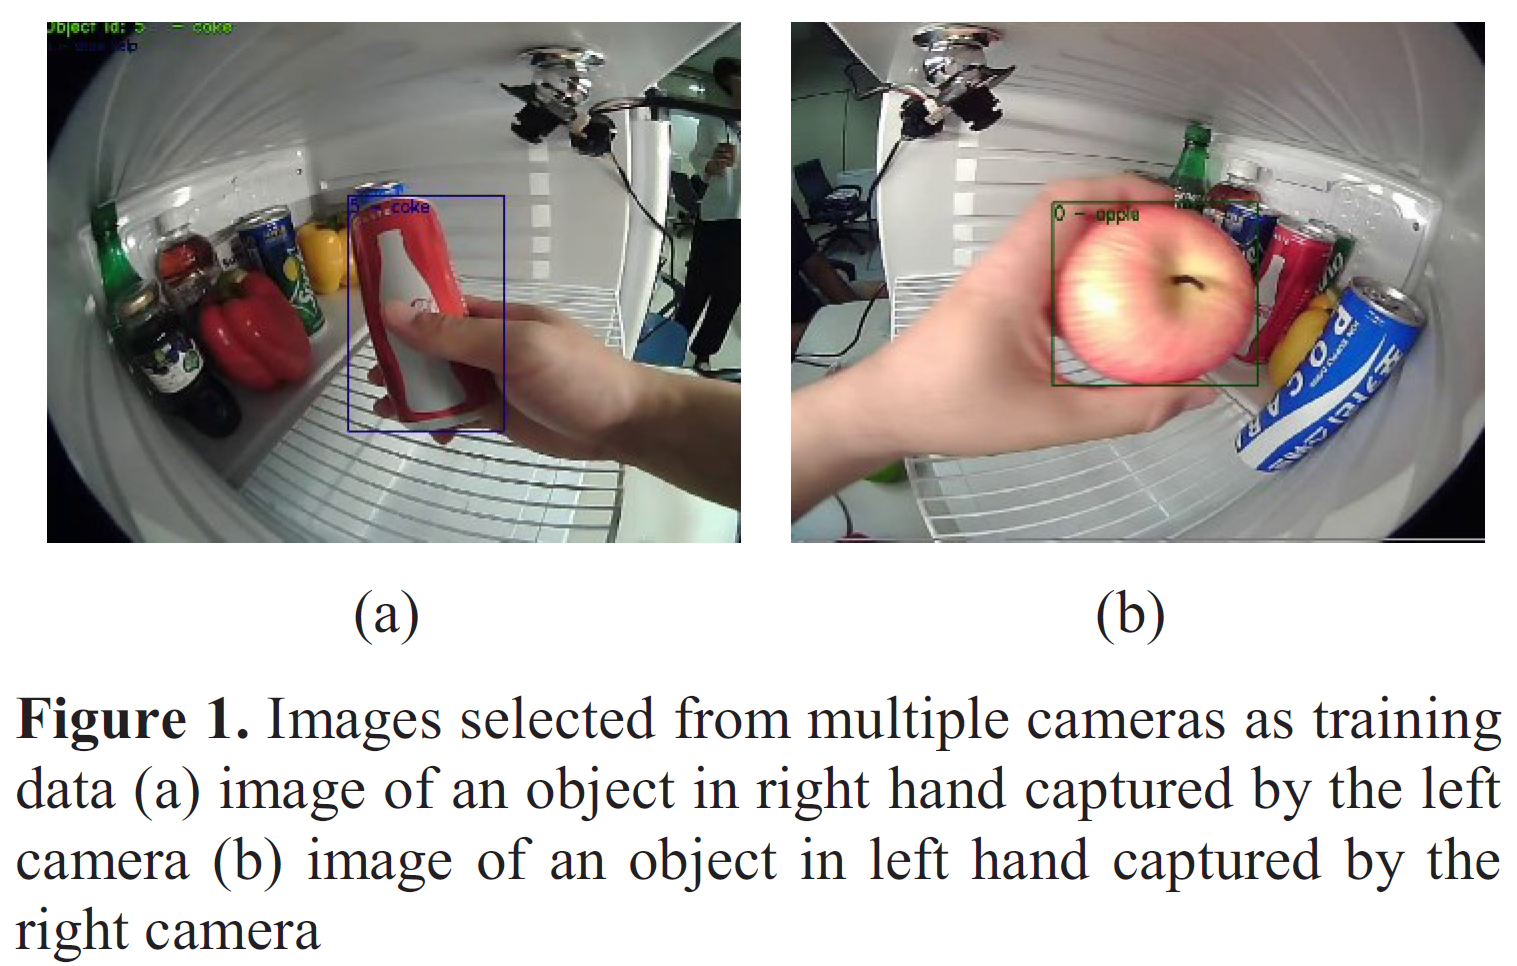 Object id: 5 - coke
5 - coke
0 - apple
POCARI
(a)
(b)
Figure 1. Images selected from multiple cameras as training
data (a) image of an object in right hand captured by the left
camera (b) image of an object in left hand captured by the
right camera